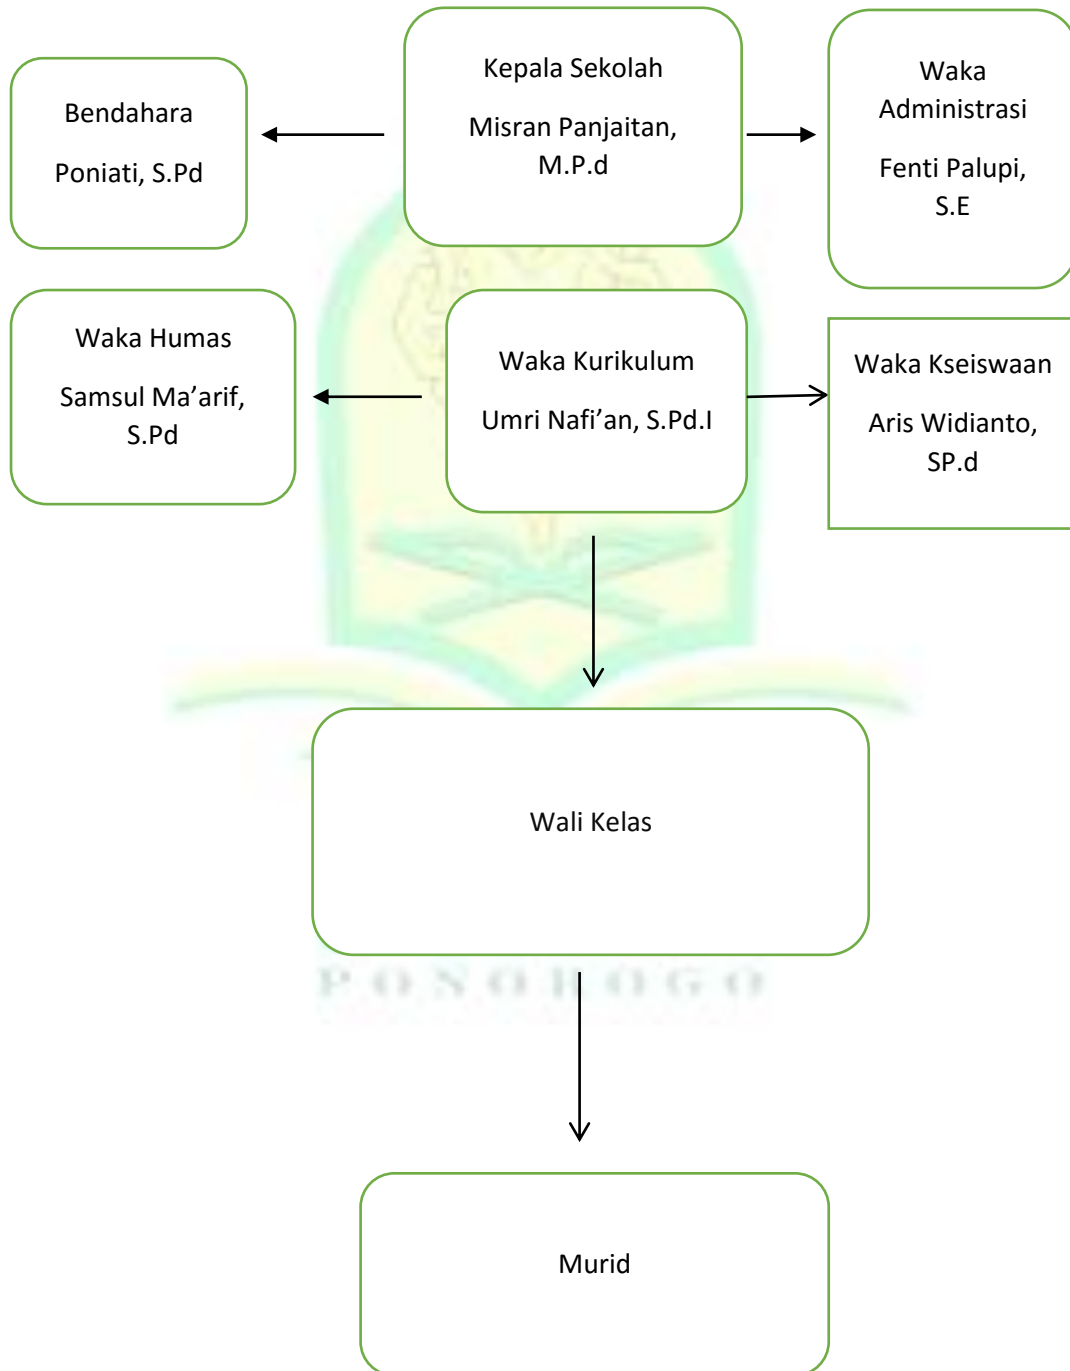 Kepala Sekolah
Misran Panjaitan,
M.P.d
Bendahara
Poniati, S.Pd
Waka
Administrasi
Fenti Palupi,
S.E
Waka Humas
Samsul Ma’arif,
S.Pd
Waka Kurikulum
Umri Nafi’an, S.Pd.I
Waka Kseiswaan
Aris Widianto,
SP.d
Wali Kelas
PONOROGO
Murid